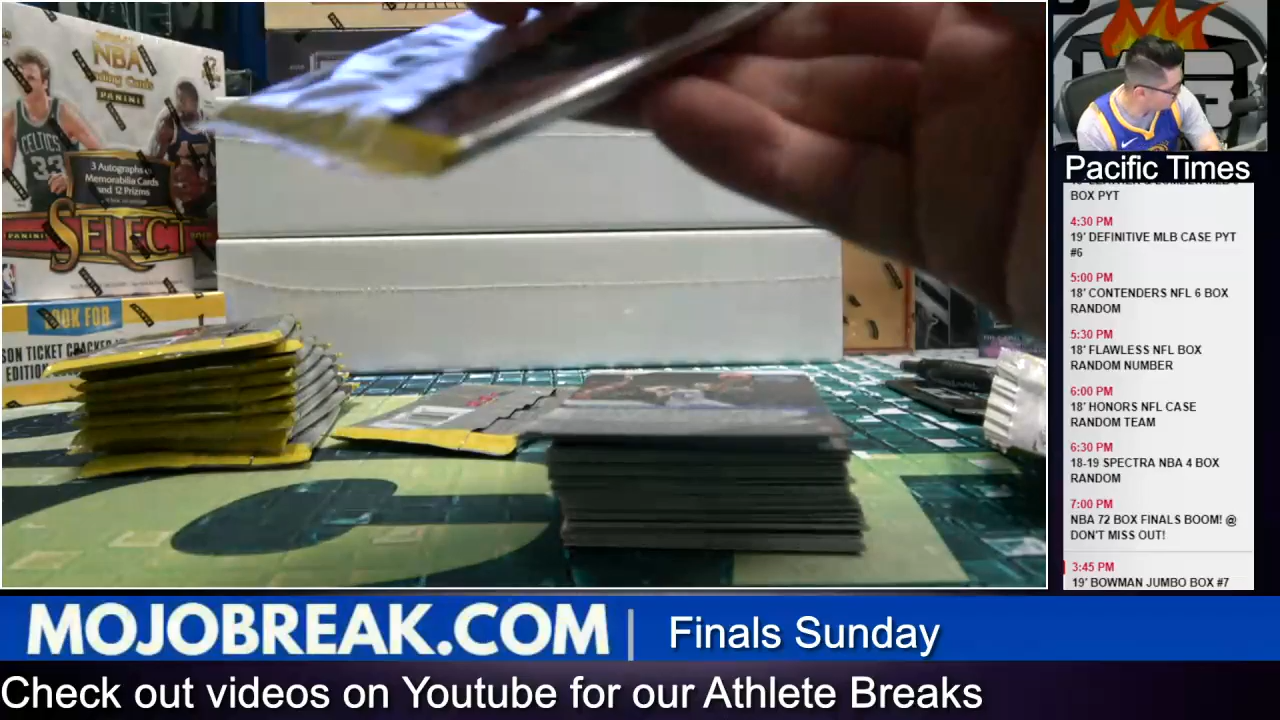 NBA
Trading Cards
PANINI
CELTICS
33
3 Autographs
Memorabilia Cards
and 12 Prizms
PANINI
SELECT
LOOK FOR
SON TICKET CRACKED
EDITION
Pacific Times
BOX PYT
4:30 PM
19' DEFINITIVE MLB CASE PYT
#6
5:00 PM
18' CONTENDERS NFL 6 BOX
RANDOM
5:30 PM
18' FLAWLESS NFL BOX
RANDOM NUMBER
6:00 PM
18' HONORS NFL CASE
RANDOM TEAM
6:30 PM
18-19 SPECTRA NBA 4 BOX
RANDOM
7:00 PM
NBA 72 BOX FINALS BOOM! @
DON'T MISS OUT!
3:45 PM
19' BOWMAN JUMBO BOX #7
MOJOBREAK.COM | Finals Sunday
Check out videos on Youtube for our Athlete Breaks